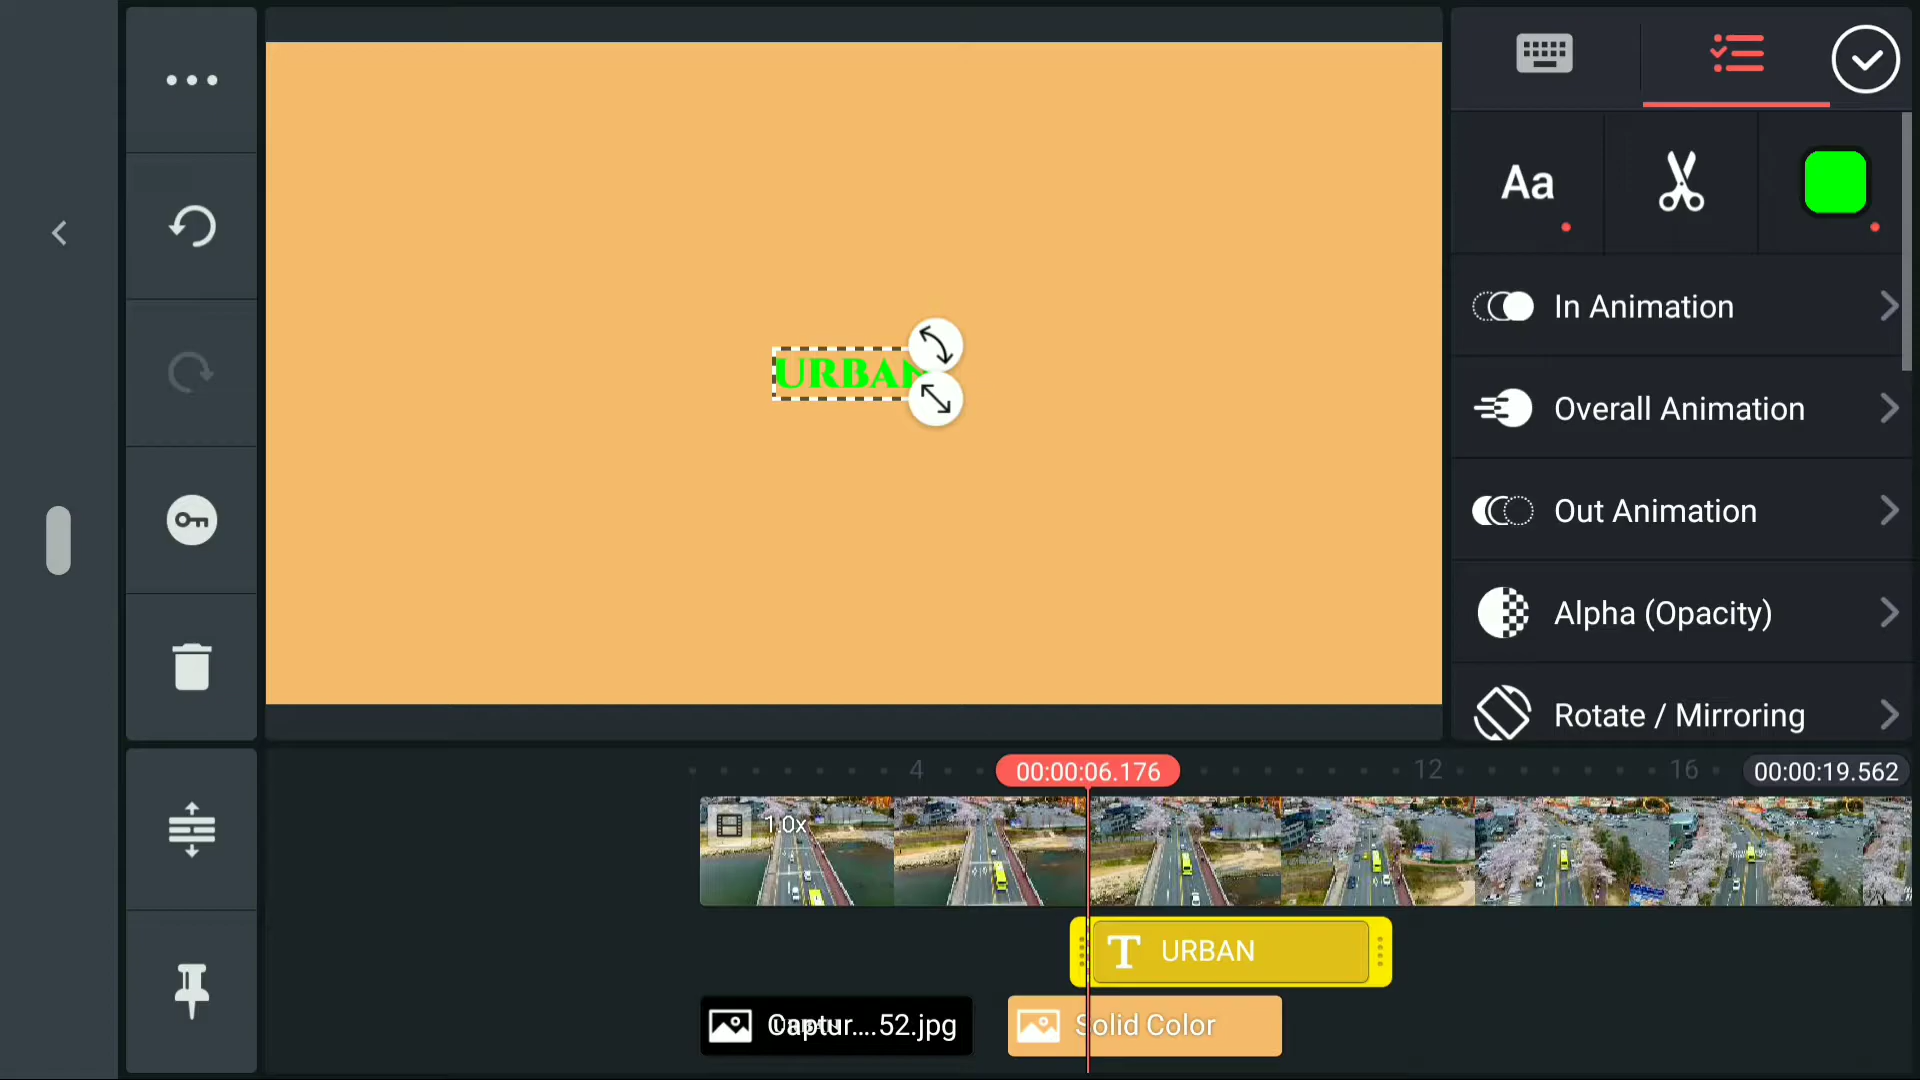 Aa
In Animation
URBAN
Overall Animation
Out Animation
Alpha (Opacity)
Rotate / Mirroring
4
00:00:06.176
12
16
00:00:19.562
1.0x
T URBAN
Captur....52.jpg
Solid Color